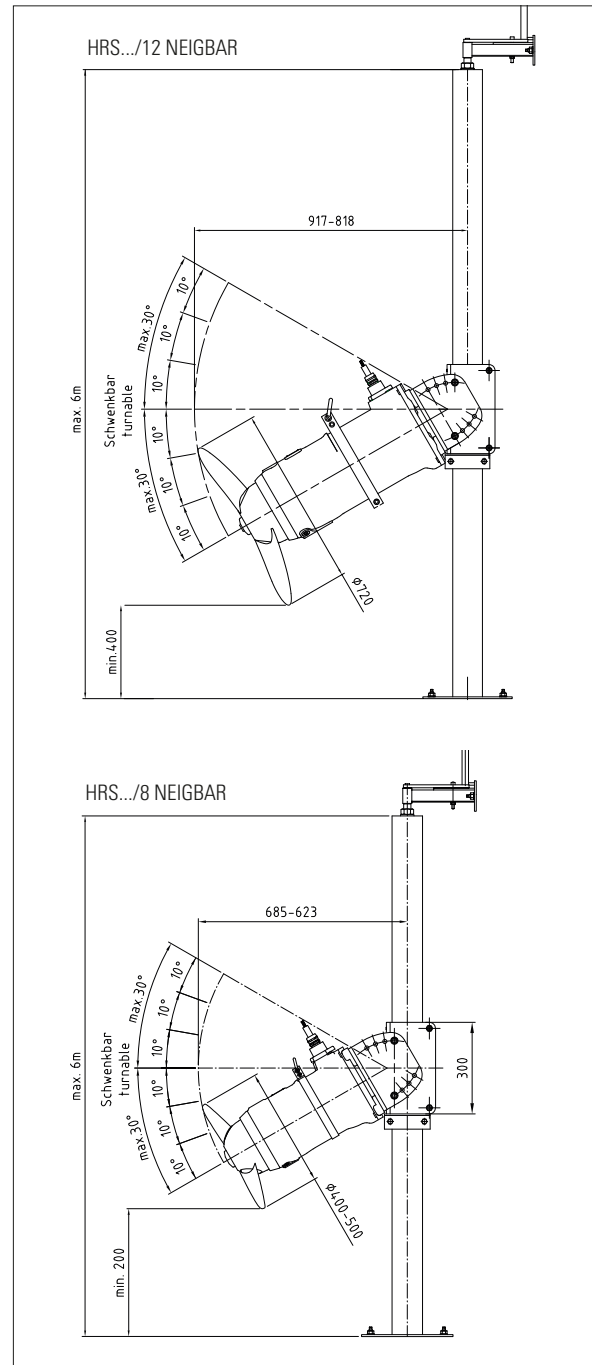 HRS.../12 NEIGBAR
917-818
max. 6m
Schwenkbar
turnable
max.30°
10°
10°
10°
10°
10°
10°
max.30°
ø720
min.400
HRS.../8 NEIGBAR
685-623
max. 6m
Schwenkbar
turnable
max.30°
10°
10°
10°
10°
10°
10°
max.30°
300
ø400-500
min. 200